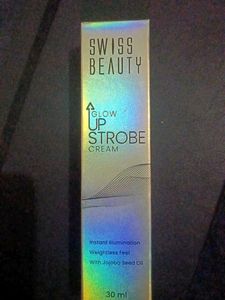 SWISS
BEAUTY
GLOW
UP
STROBE
CREAM
Instant Illumination
Weightless Feel
With Jojoba Seed Oil
30 ml